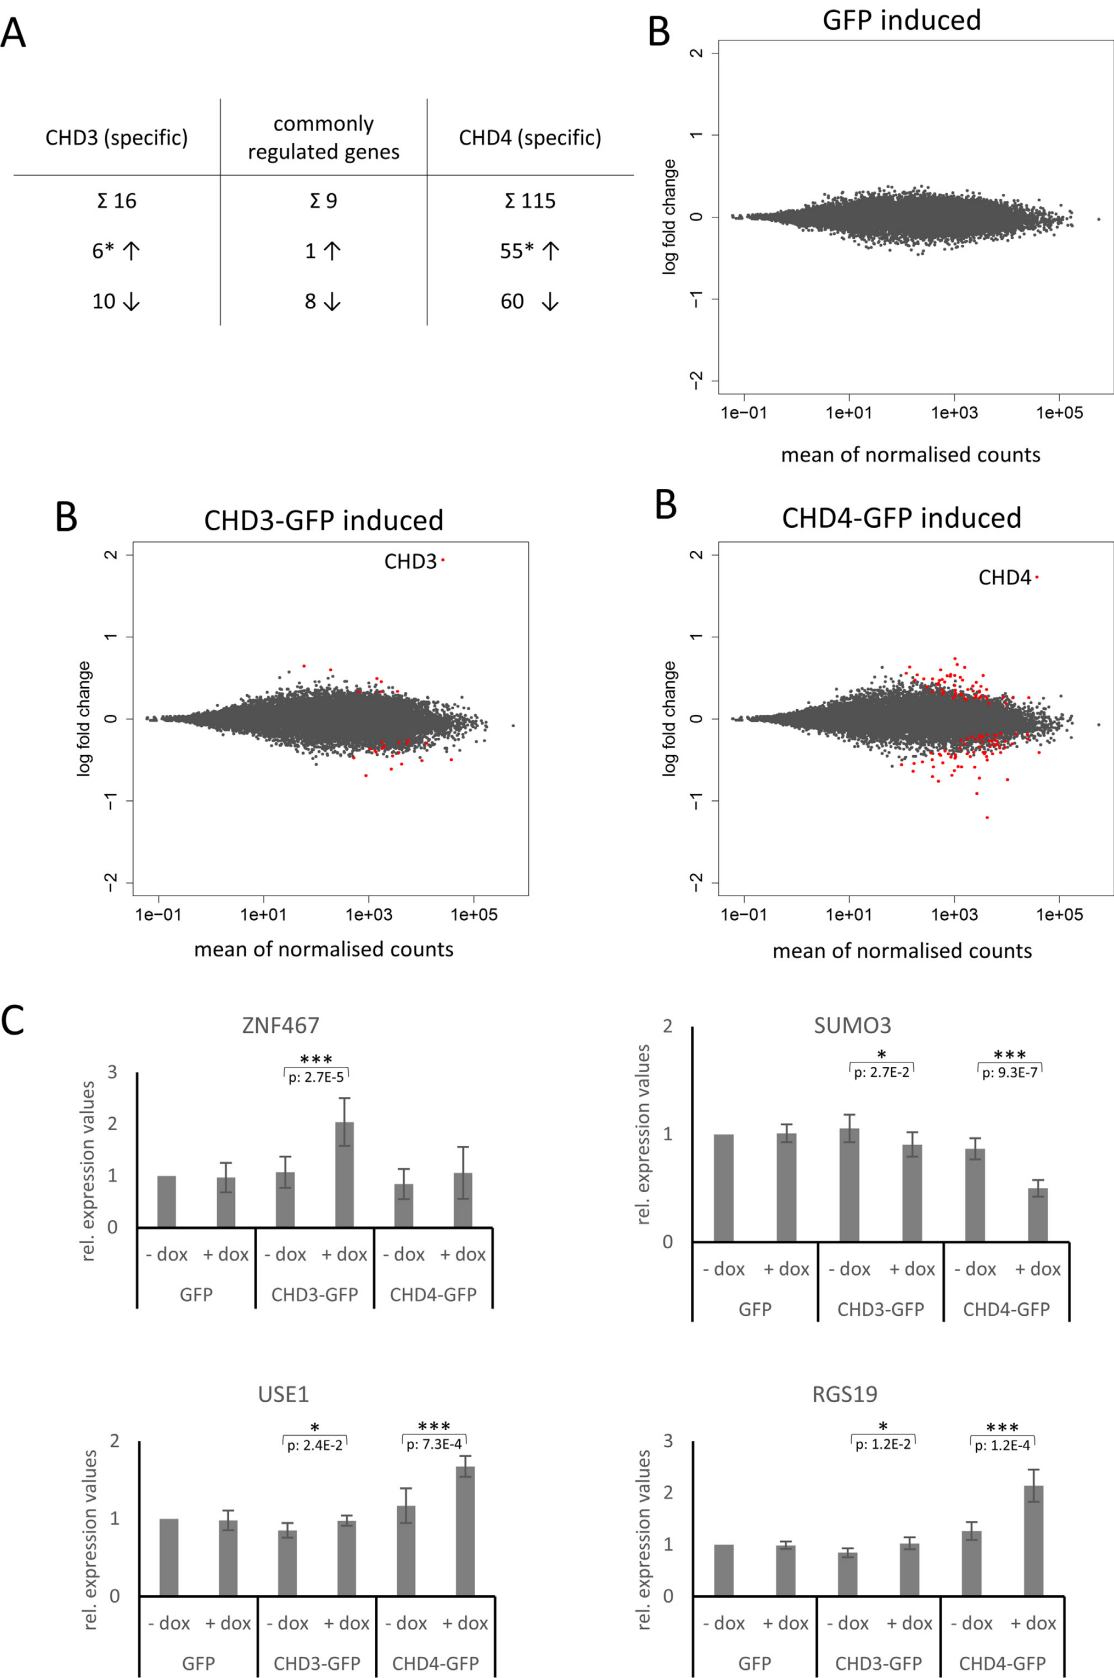 A
CHD3 (specific)
commonly
regulated genes
CHD4 (specific)
Σ 16
Σ 9
Σ 115
6* ↑
1 ↑
55* ↑
10 ↓
8 ↓
60 ↓
B
GFP induced
log fold change
2
1
0
−1
−2
1e−01
1e+01
1e+03
1e+05
mean of normalised counts
B
CHD3-GFP induced
CHD3
log fold change
2
1
0
−1
−2
1e−01
1e+01
1e+03
1e+05
mean of normalised counts
B
CHD4-GFP induced
CHD4
log fold change
2
1
0
−1
−2
1e−01
1e+01
1e+03
1e+05
mean of normalised counts
C
ZNF467
rel. expression values
3
2
1
0
***
p: 2.7E-5
- dox + dox - dox + dox - dox + dox
GFP CHD3-GFP CHD4-GFP
SUMO3
rel. expression values
2
1
0
*
p: 2.7E-2
***
p: 9.3E-7
- dox + dox - dox + dox - dox + dox
GFP CHD3-GFP CHD4-GFP
USE1
rel. expression values
2
1
0
*
p: 2.4E-2
***
p: 7.3E-4
- dox + dox - dox + dox - dox + dox
GFP CHD3-GFP CHD4-GFP
RGS19
rel. expression values
3
2
1
0
*
p: 1.2E-2
***
p: 1.2E-4
- dox + dox - dox + dox - dox + dox
GFP CHD3-GFP CHD4-GFP